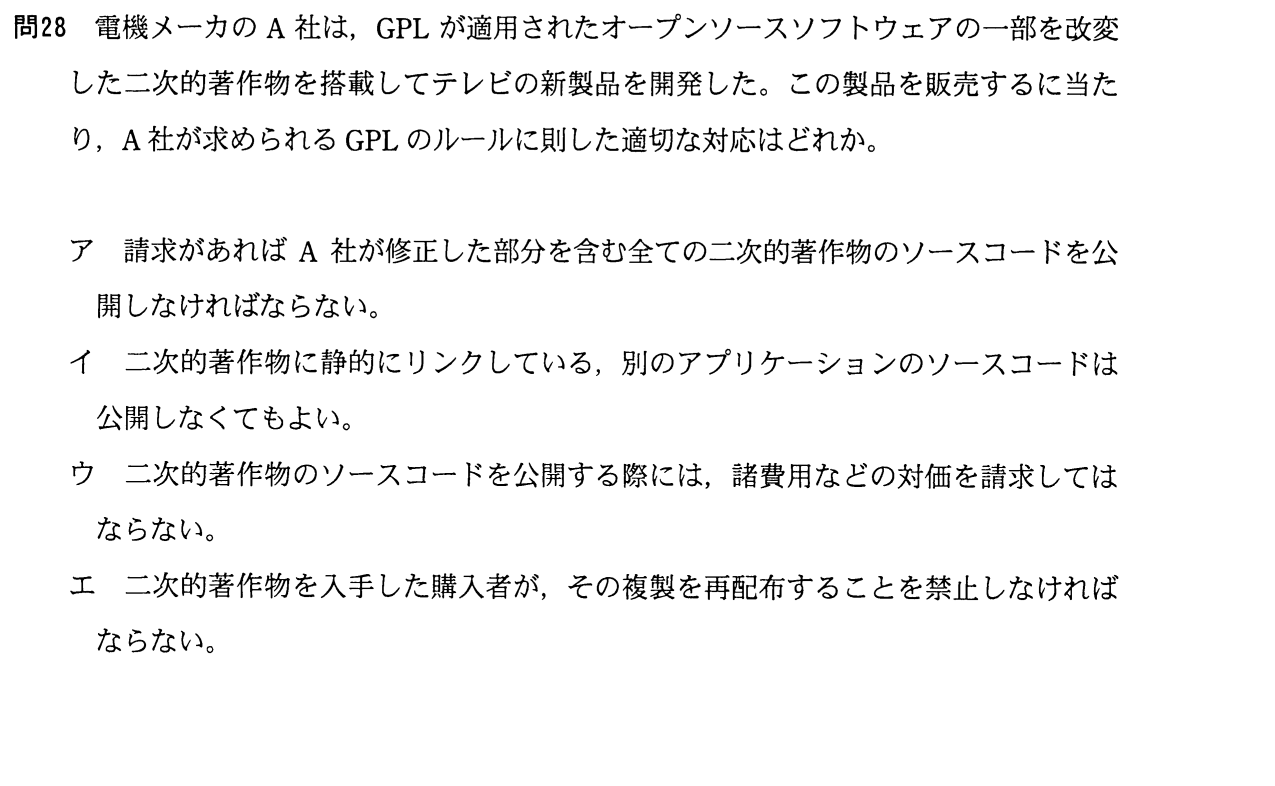 問28　電機メーカの A 社は，GPL が適用されたオープンソースソフトウェアの一部を改変
した二次的著作物を搭載してテレビの新製品を開発した。この製品を販売するに当た
り，A 社が求められる GPL のルールに則した適切な対応はどれか。
ア　請求があれば A 社が修正した部分を含む全ての二次的著作物のソースコードを公
開しなければならない。
イ　二次的著作物に静的にリンクしている，別のアプリケーションのソースコードは
公開しなくてもよい。
ウ　二次的著作物のソースコードを公開する際には，諸費用などの対価を請求しては
ならない。
エ　二次的著作物を入手した購入者が，その複製を再配布することを禁止しなければ
ならない。